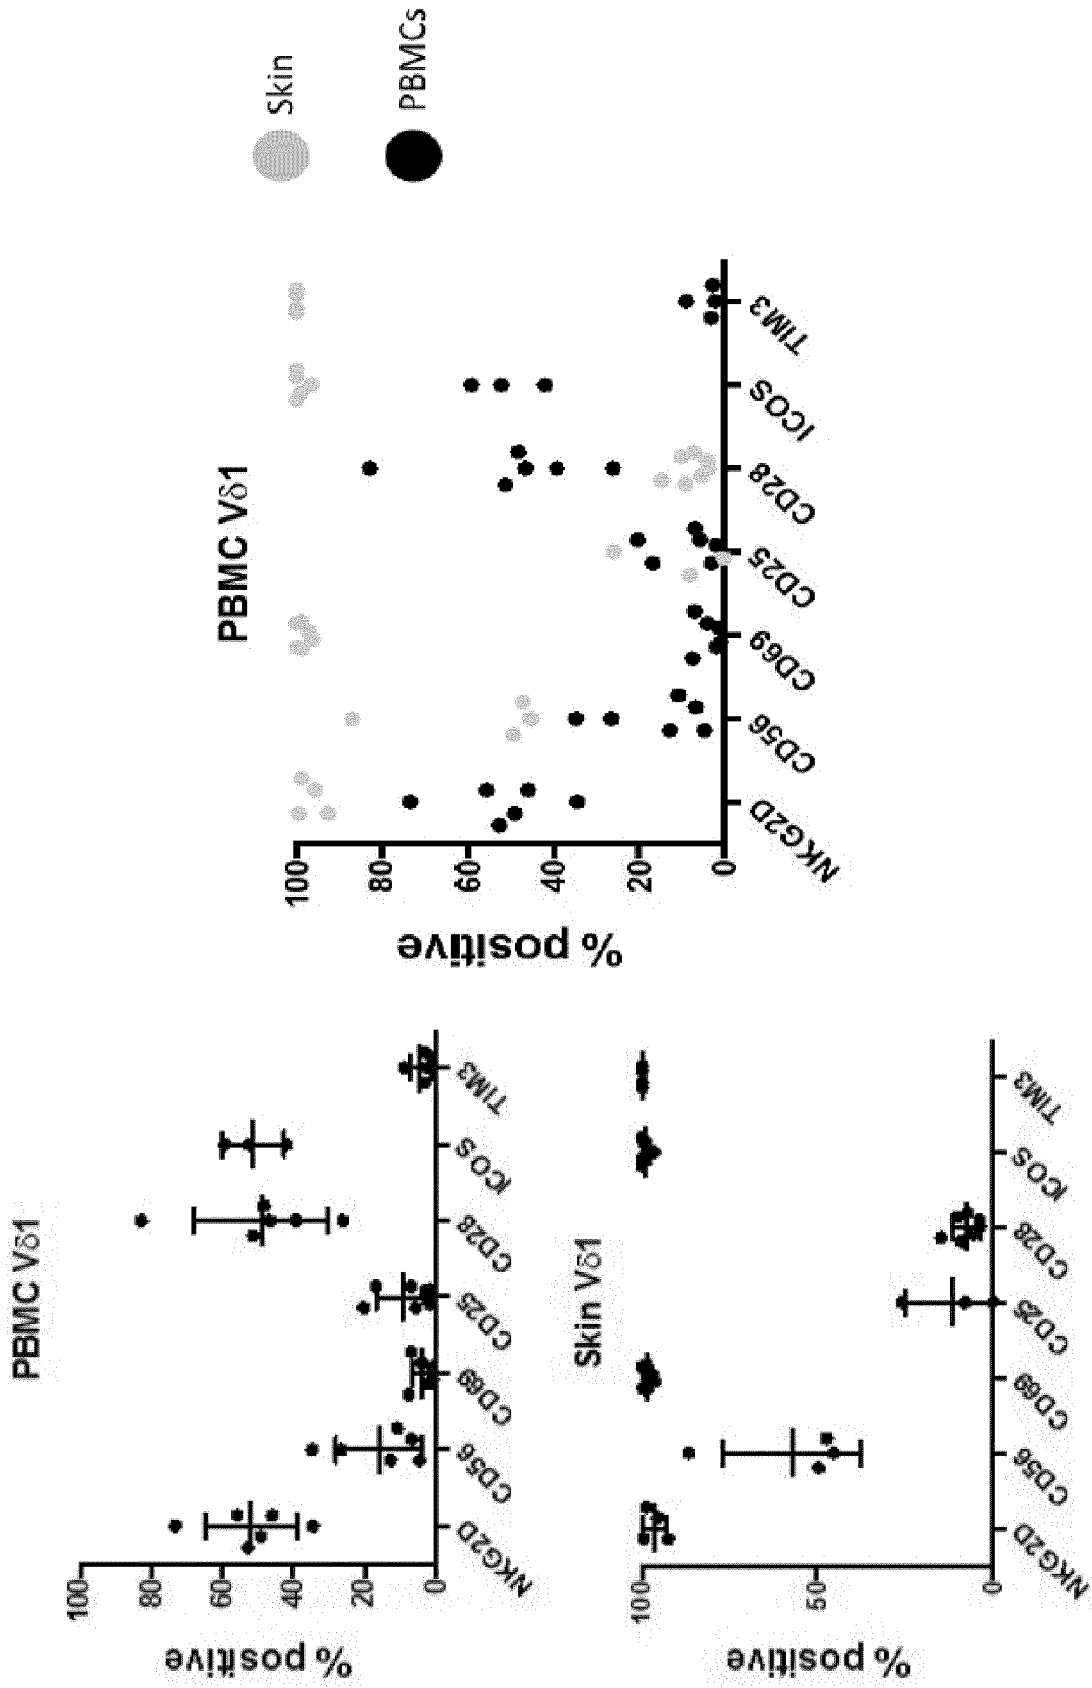 PBMC Vδ1
% positive
100
80
60
40
20
0
NKG2D
CD56
CD69
CD25
CD28
ICOS
TIM3
Skin Vδ1
% positive
100
50
0
NKG2D
CD56
CD69
CD25
CD28
ICOS
TIM3
PBMC Vδ1
% positive
100
80
60
40
20
0
NKG2D
CD56
CD69
CD25
CD28
ICOS
TIM3
Skin
PBMCs